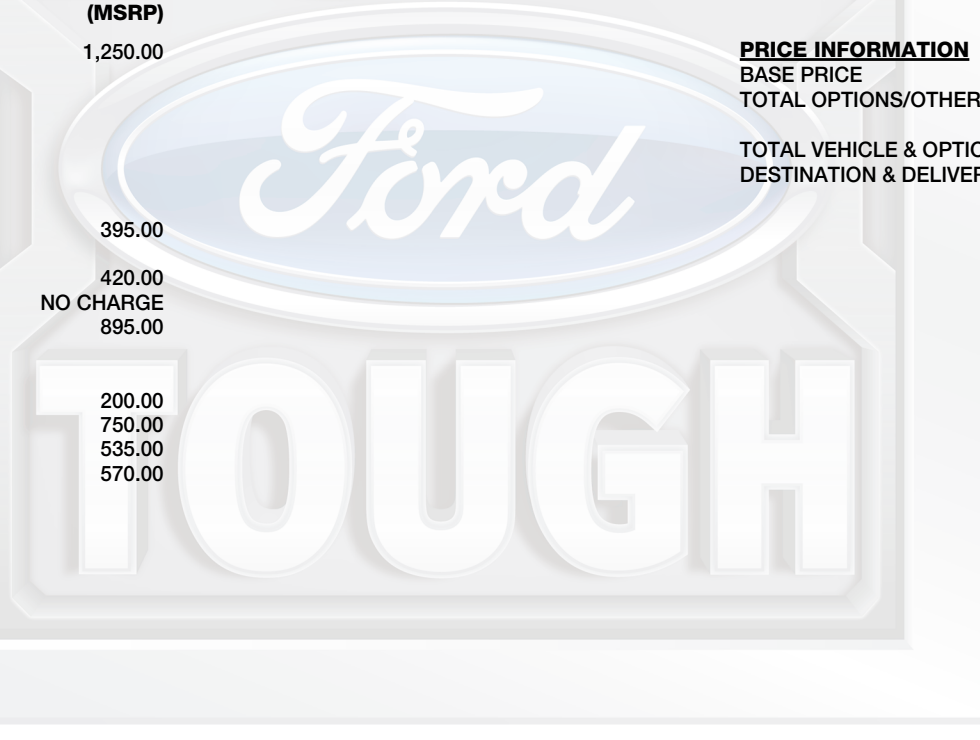 (MSRP)
1,250.00
395.00
420.00
NO CHARGE
895.00
200.00
750.00
535.00
570.00
PRICE INFORMATION
BASE PRICE
TOTAL OPTIONS/OTHER
TOTAL VEHICLE & OPTIO
DESTINATION & DELIVER
Ford
TOUGH